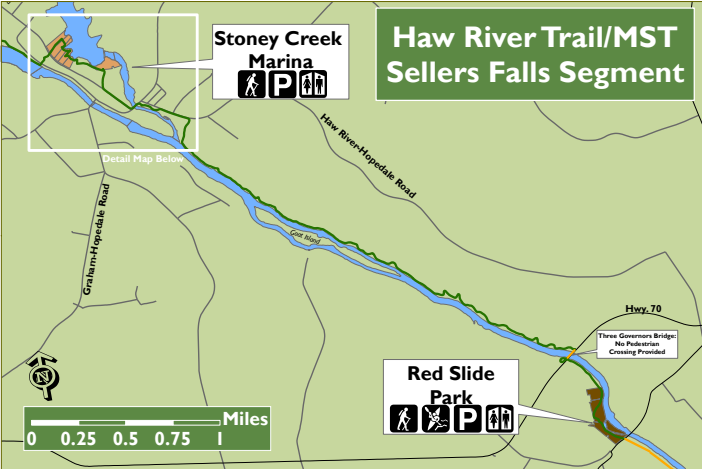 Haw River Trail/MST
Sellers Falls Segment
Stoney Creek
Marina
P
Detail Map Below
Haw River-Hopedale Road
Graham-Hopedale Road
Goat Island
Hwy. 70
Three Governors Bridge:
No Pedestrian
Crossing Provided
Red Slide
Park
P
N
Miles
0 0.25 0.5 0.75 1